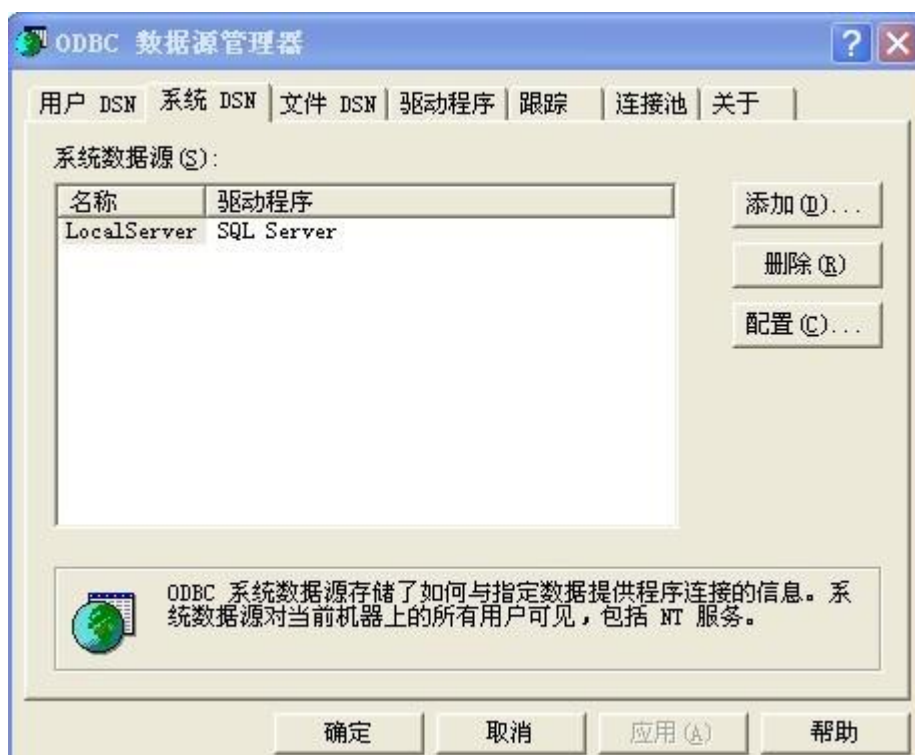 ODBC 数据源管理器
用户 DSN 系统 DSN 文件 DSN 驱动程序 跟踪 连接池 关于
系统数据源(S):
名称 驱动程序
LocalServer SQL Server
添加(D)...
删除(R)
配置(C)...
ODBC 系统数据源存储了如何与指定数据提供程序连接的信息。系
统数据源对当前机器上的所有用户可见,包括 NT 服务。
确定 取消 应用(A) 帮助